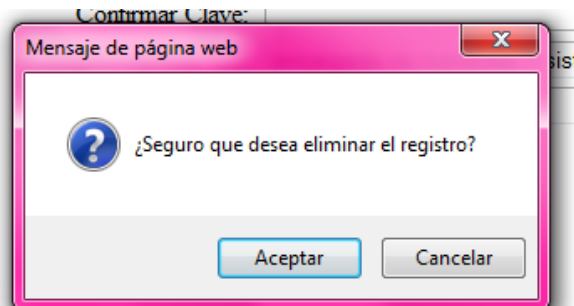 Confirmar Clave:
Mensaje de página web
¿Seguro que desea eliminar el registro?
Aceptar
Cancelar